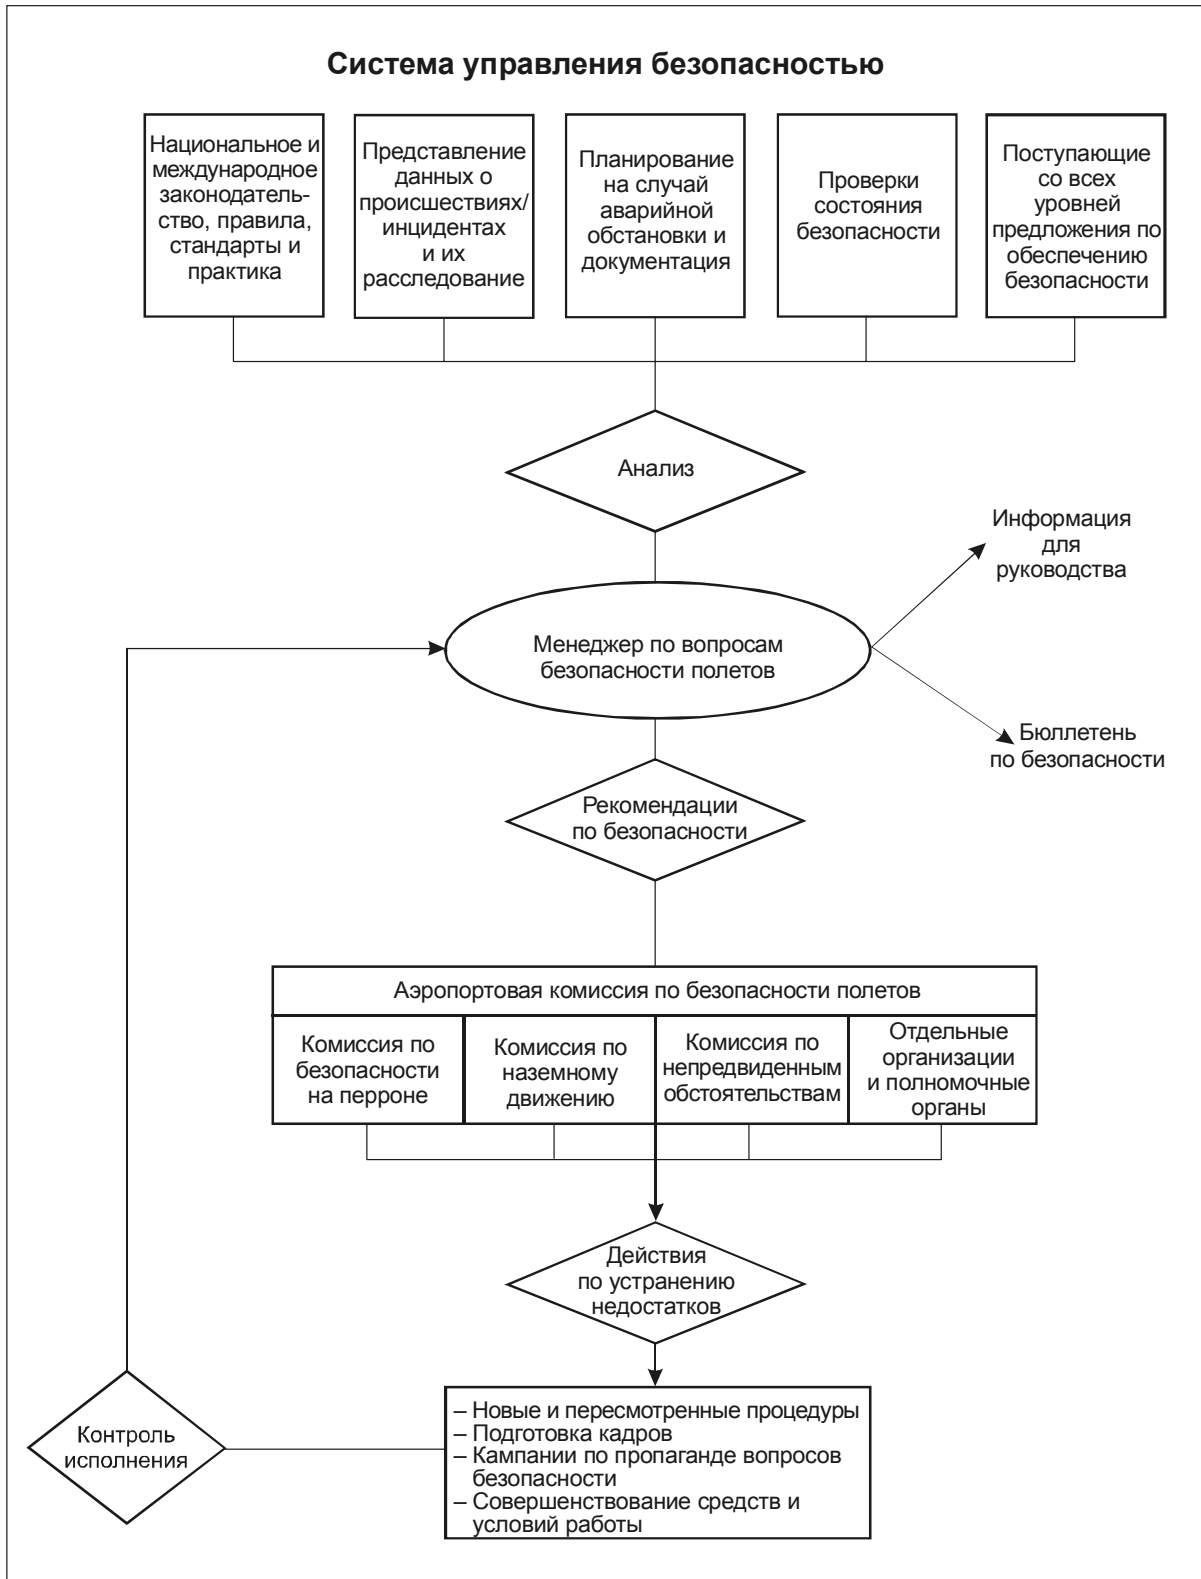 Система управления безопасностью
Национальное и
международное
законодатель-
ство, правила,
стандарты и
практика
Представление
данных о
происшествиях/
инцидентах
и их
расследование
Планирование
на случай
аварийной
обстановки и
документация
Проверки
состояния
безопасности
Поступающие
со всех
уровней
предложения по
обеспечению
безопасности
Анализ
Информация
для
руководства
Менеджер по вопросам
безопасности полетов
Бюллетень
по безопасности
Рекомендации
по безопасности
Аэропортовая комиссия по безопасности полетов
Комиссия по
безопасности
на перроне
Комиссия по
наземному
движению
Комиссия по
непредвиденным
обстоятельствам
Отдельные
организации
и полномочные
органы
Действия
по устранению
недостатков
Контроль
исполнения
– Новые и пересмотренные процедуры
– Подготовка кадров
– Кампании по пропаганде вопросов
безопасности
– Совершенствование средств и
условий работы